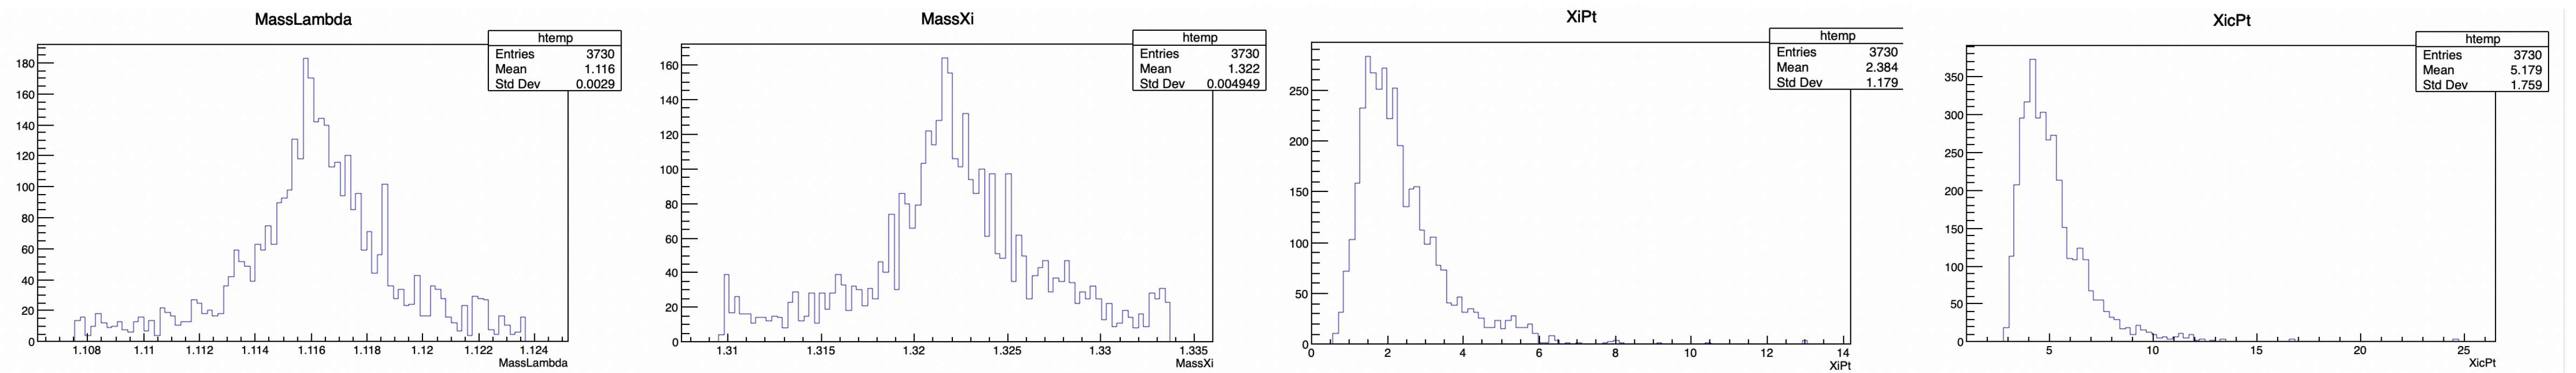 MassLambda
htemp
Entries 3730
Mean 1.116
Std Dev 0.0029
180
160
140
120
100
80
60
40
20
0
1.108 1.11 1.112 1.114 1.116 1.118 1.12 1.122 1.124
MassLambda
MassXi
htemp
Entries 3730
Mean 1.322
Std Dev 0.004949
160
140
120
100
80
60
40
20
0
1.31 1.315 1.32 1.325 1.33 1.335
MassXi
XiPt
htemp
Entries 3730
Mean 2.384
Std Dev 1.179
250
200
150
100
50
0
0 2 4 6 8 10 12 14
XiPt
XicPt
htemp
Entries 3730
Mean 5.179
Std Dev 1.759
350
300
250
200
150
100
50
0
5 10 15 20 25
XicPt